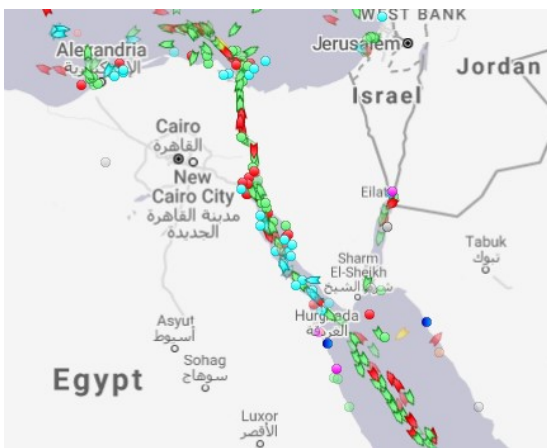 WEST BANK
Alexandria
الإسكندرية
Jerusalem
Jordan
Israel
Cairo
القاهرة
New
Cairo City
مدينة القاهرة
الجديدة
Eilat
Tabuk
تبوك
Sharm
El-Sheikh
شرم الشيخ
Hurghada
الغردقة
Asyut
أسيوط
Sohag
سوهاج
Egypt
Luxor
الأقصر